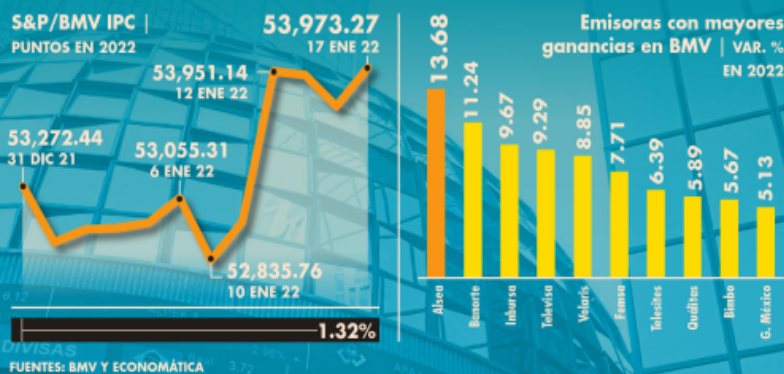 S&P/BMV IPC |
PUNTOS EN 2022
53,973.27
17 ENE 22
53,951.14
12 ENE 22
53,272.44
31 DIC 21
53,055.31
6 ENE 22
52,835.76
10 ENE 22
1.32%
DIVISAS
FUENTES: BMV Y ECONOMÁTICA
Emisoras con mayores
ganancias en BMV | VAR. %
EN 2022
13.68
11.24
9.67
9.29
8.85
7.71
6.39
5.89
5.67
5.13
Alsea
Banorte
Inbursa
Televisa
Volaris
Femsa
Telesites
Quálitas
Bimbo
G. México